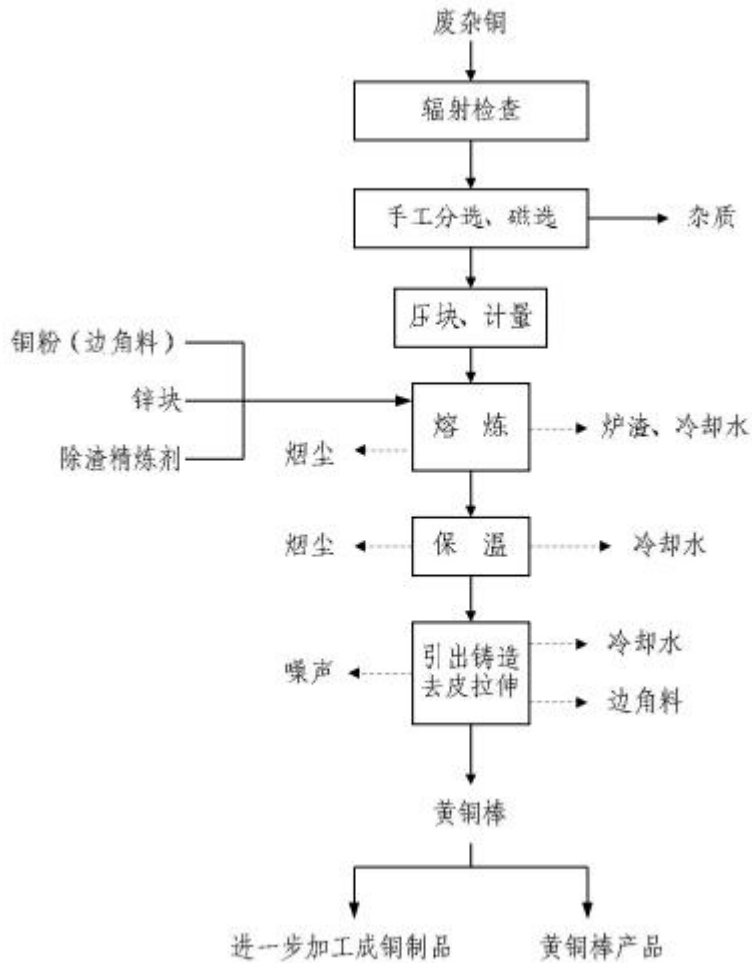 废杂铜
辐射检查
手工分选、磁选
杂质
压块、计量
铜粉（边角料）
锌块
除渣精炼剂
熔 炼
炉渣、冷却水
烟尘
烟尘
保 温
冷却水
噪声
引出铸造
去皮拉伸
冷却水
边角料
黄铜棒
进一步加工成铜制品
黄铜棒产品